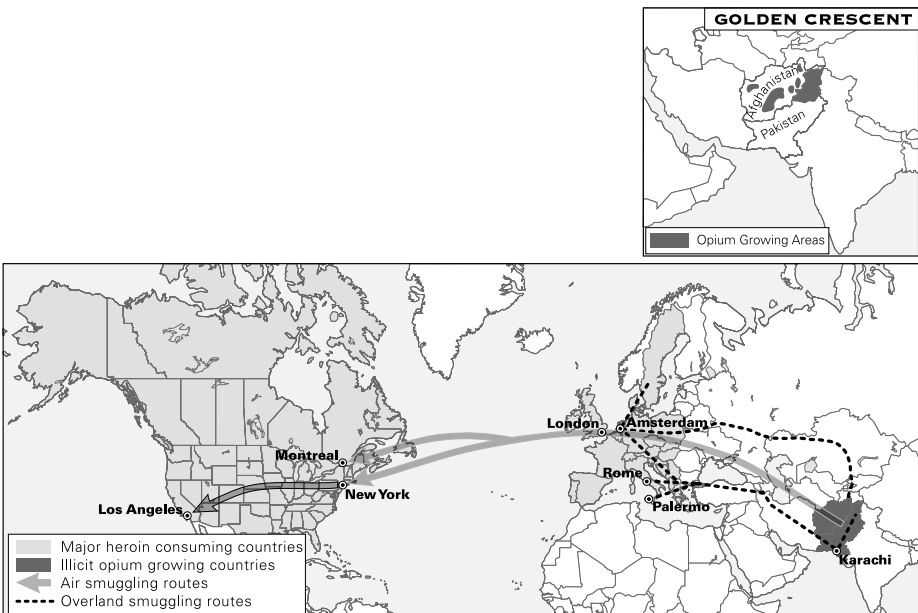 GOLDEN CRESCENT
Afghanistan
Pakistan
Opium Growing Areas
London
Amsterdam
Montreal
Rome
New York
Los Angeles
Palermo
Karachi
Major heroin consuming countries
Illicit opium growing countries
Air smuggling routes
Overland smuggling routes